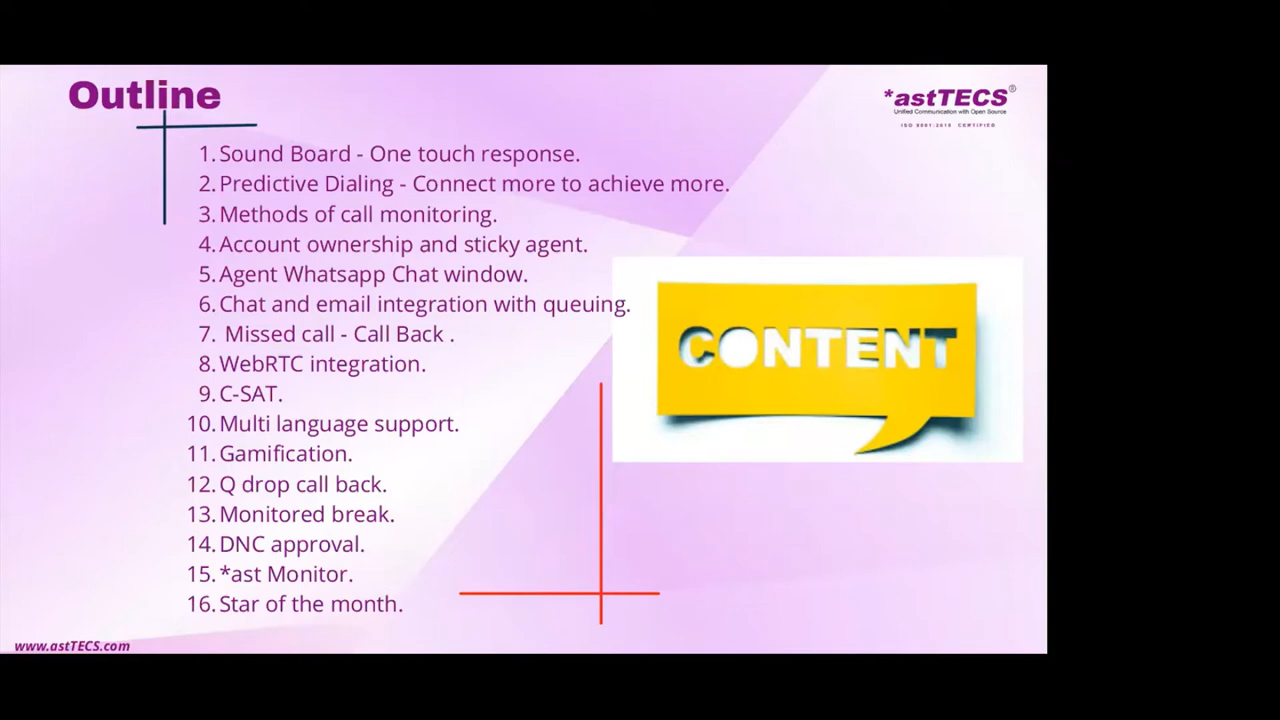 Outline
*astTECS®
Unified Communication with Open Source
ISO 9001:2015 CERTIFIED
1. Sound Board - One touch response.
2. Predictive Dialing - Connect more to achieve more.
3. Methods of call monitoring.
4. Account ownership and sticky agent.
5. Agent Whatsapp Chat window.
6. Chat and email integration with queuing.
7. Missed call - Call Back .
8. WebRTC integration.
9. C-SAT.
10. Multi language support.
11. Gamification.
12. Q drop call back.
13. Monitored break.
14. DNC approval.
15. *ast Monitor.
16. Star of the month.
CONTENT
www.astTECS.com